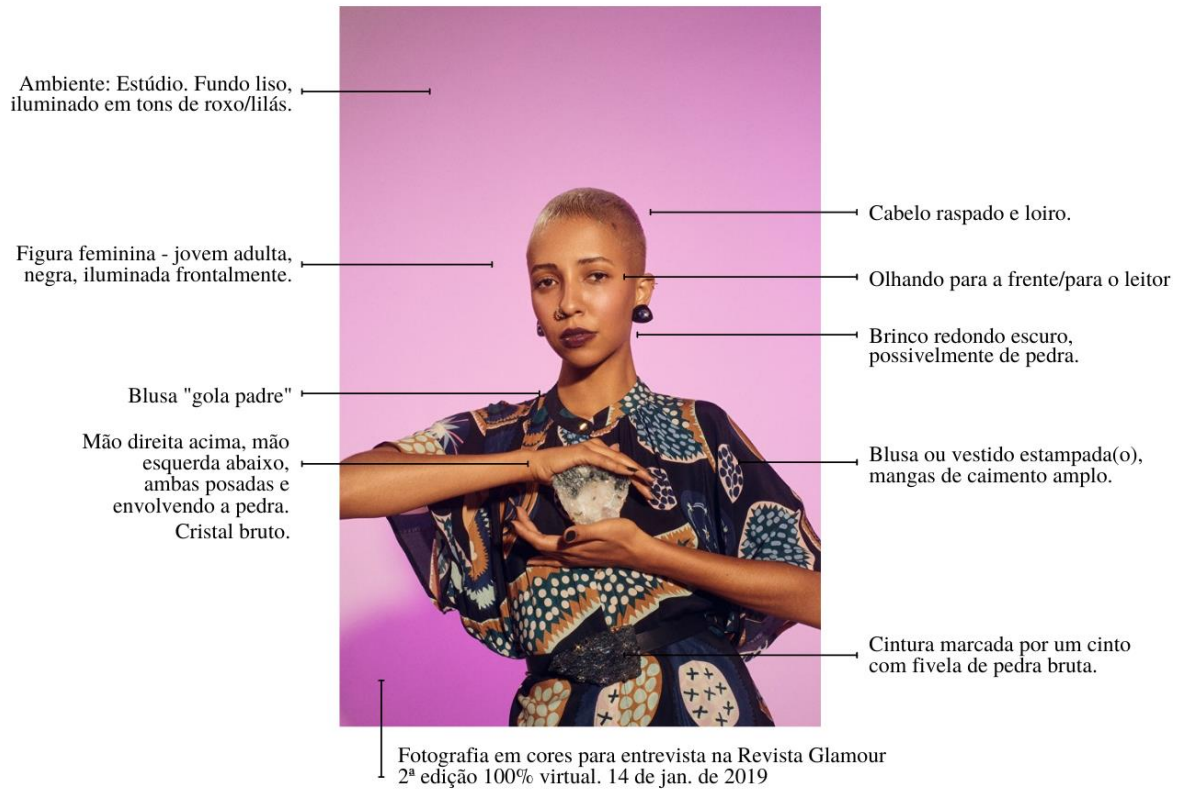 Ambiente: Estúdio. Fundo liso,
iluminado em tons de roxo/lilás.
Cabelo raspado e loiro.
Figura feminina - jovem adulta,
negra, iluminada frontalmente.
Olhando para a frente/para o leitor
Brinco redondo escuro,
possivelmente de pedra.
Blusa "gola padre"
Mão direita acima, mão
esquerda abaixo,
ambas posadas e
envolvendo a pedra.
Cristal bruto.
Blusa ou vestido estampada(o),
mangas de caimento amplo.
Cintura marcada por um cinto
com fivela de pedra bruta.
Fotografia em cores para entrevista na Revista Glamour
2ª edição 100% virtual. 14 de jan. de 2019